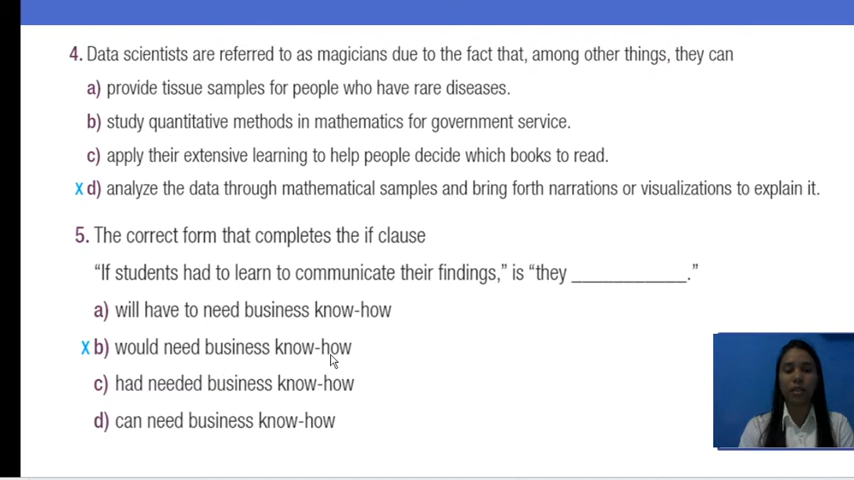 4. Data scientists are referred to as magicians due to the fact that, among other things, they can
a) provide tissue samples for people who have rare diseases.
b) study quantitative methods in mathematics for government service.
c) apply their extensive learning to help people decide which books to read.
x d) analyze the data through mathematical samples and bring forth narrations or visualizations to explain it.
5. The correct form that completes the if clause
“If students had to learn to communicate their findings,” is “they ____________.”
a) will have to need business know-how
x b) would need business know-how
c) had needed business know-how
d) can need business know-how